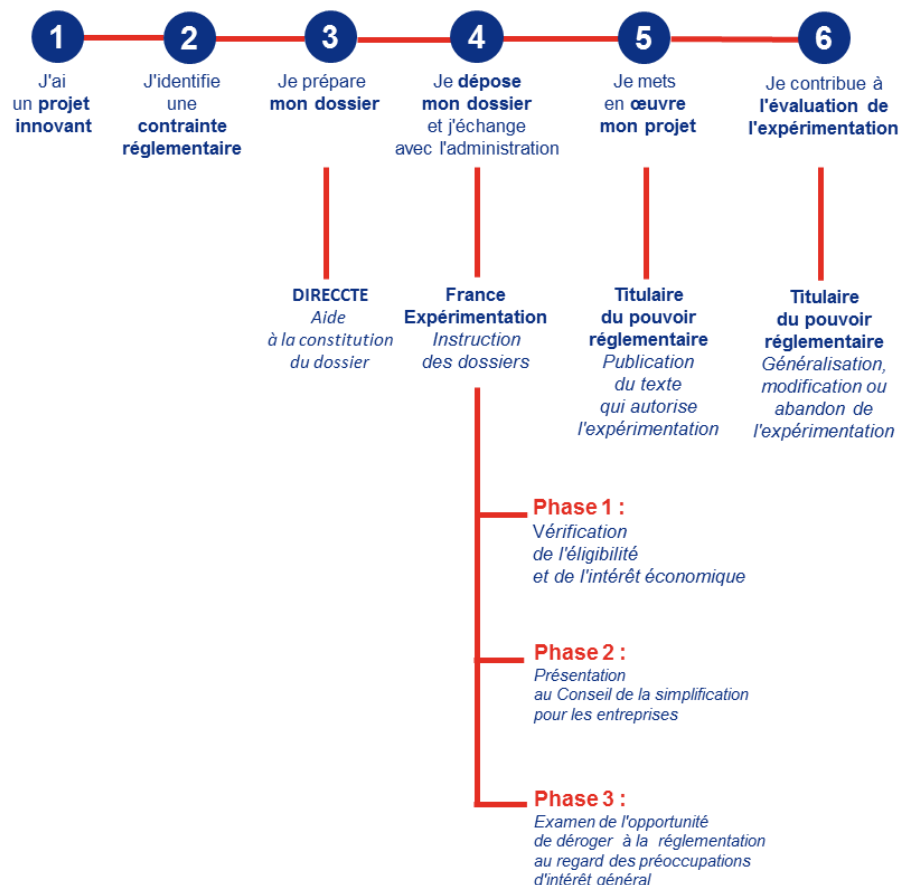 1
J'ai
un projet
innovant
2
J'identifie
une
contrainte
réglementaire
3
Je prépare
mon dossier
4
Je dépose
mon dossier
et j'échange
avec l'administration
5
Je mets
en œuvre
mon projet
6
Je contribue à
l'évaluation de
l'expérimentation
DIRECCTE
Aide
à la constitution
du dossier
France
Expérimentation
Instruction
des dossiers
Titulaire
du pouvoir
réglementaire
Publication
du texte
qui autorise
l'expérimentation
Titulaire
du pouvoir
réglementaire
Généralisation,
modification ou
abandon de
l'expérimentation
Phase 1 :
Vérification
de l'éligibilité
et de l'intérêt économique
Phase 2 :
Présentation
au Conseil de la simplification
pour les entreprises
Phase 3 :
Examen de l'opportunité
de déroger à la réglementation
au regard des préoccupations
d'intérêt général